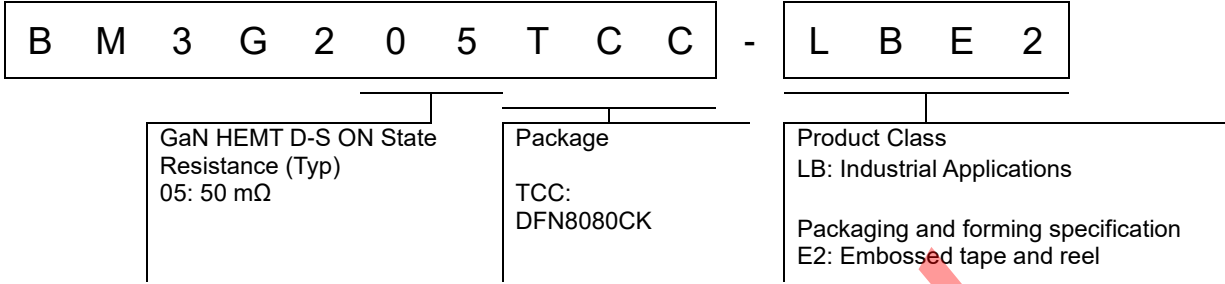 B M 3 G 2 0 5 T C C - L B E 2
GaN HEMT D-S ON State
Resistance (Typ)
05: 50 mΩ
Package
TCC:
DFN8080CK
Product Class
LB: Industrial Applications
Packaging and forming specification
E2: Embossed tape and reel